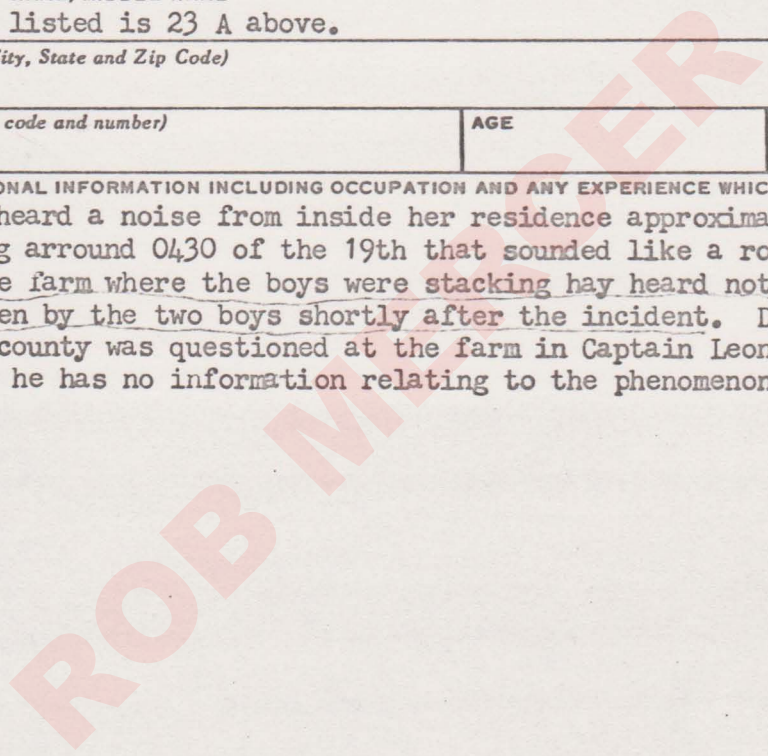 listed is 23 A above.
ity, State and Zip Code)
code and number)
AGE
ONAL INFORMATION INCLUDING OCCUPATION AND ANY EXPERIENCE WHIC
heard a noise from inside her residence approxima
g arround 0430 of the 19th that sounded like a ro
e farm where the boys were stacking hay heard not
en by the two boys shortly after the incident. D
county was questioned at the farm in Captain Leon
he has no information relating to the phenomenon
ROB MERCER